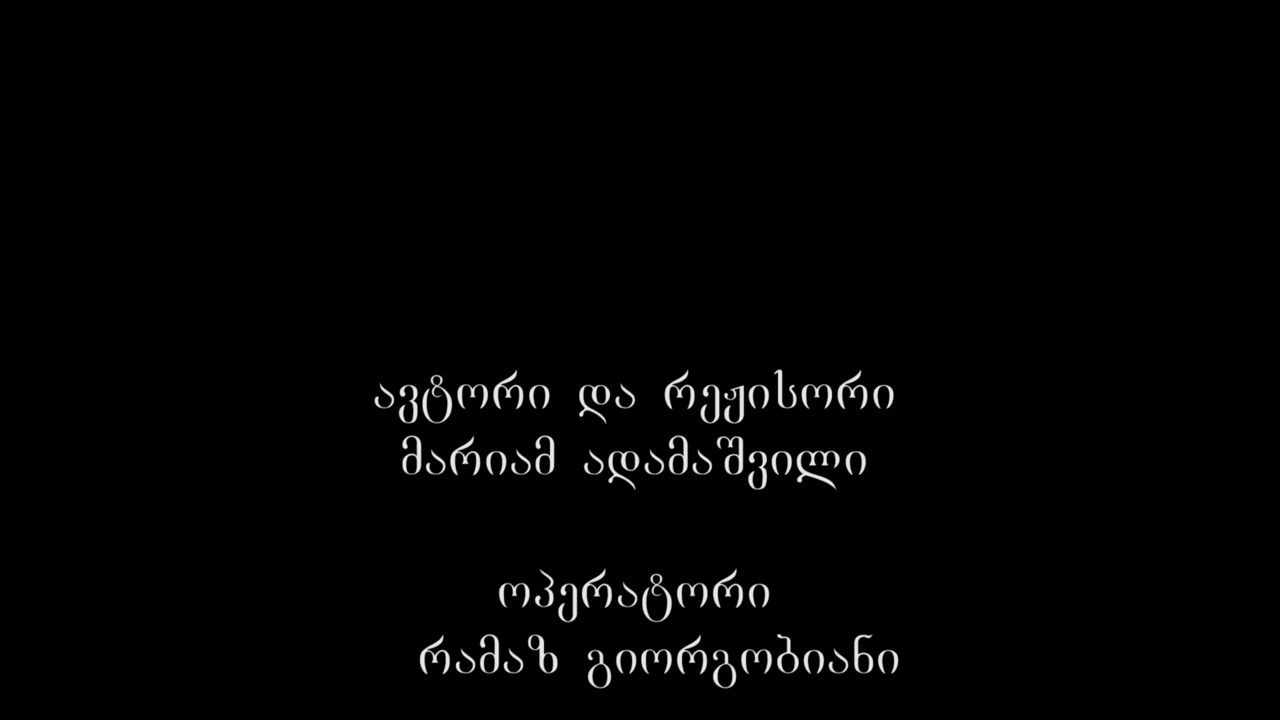 ავტორი და რეჟისორი
მარიამ ადამაშვილი
ოპერატორი
რამაზ გიორგობიანი